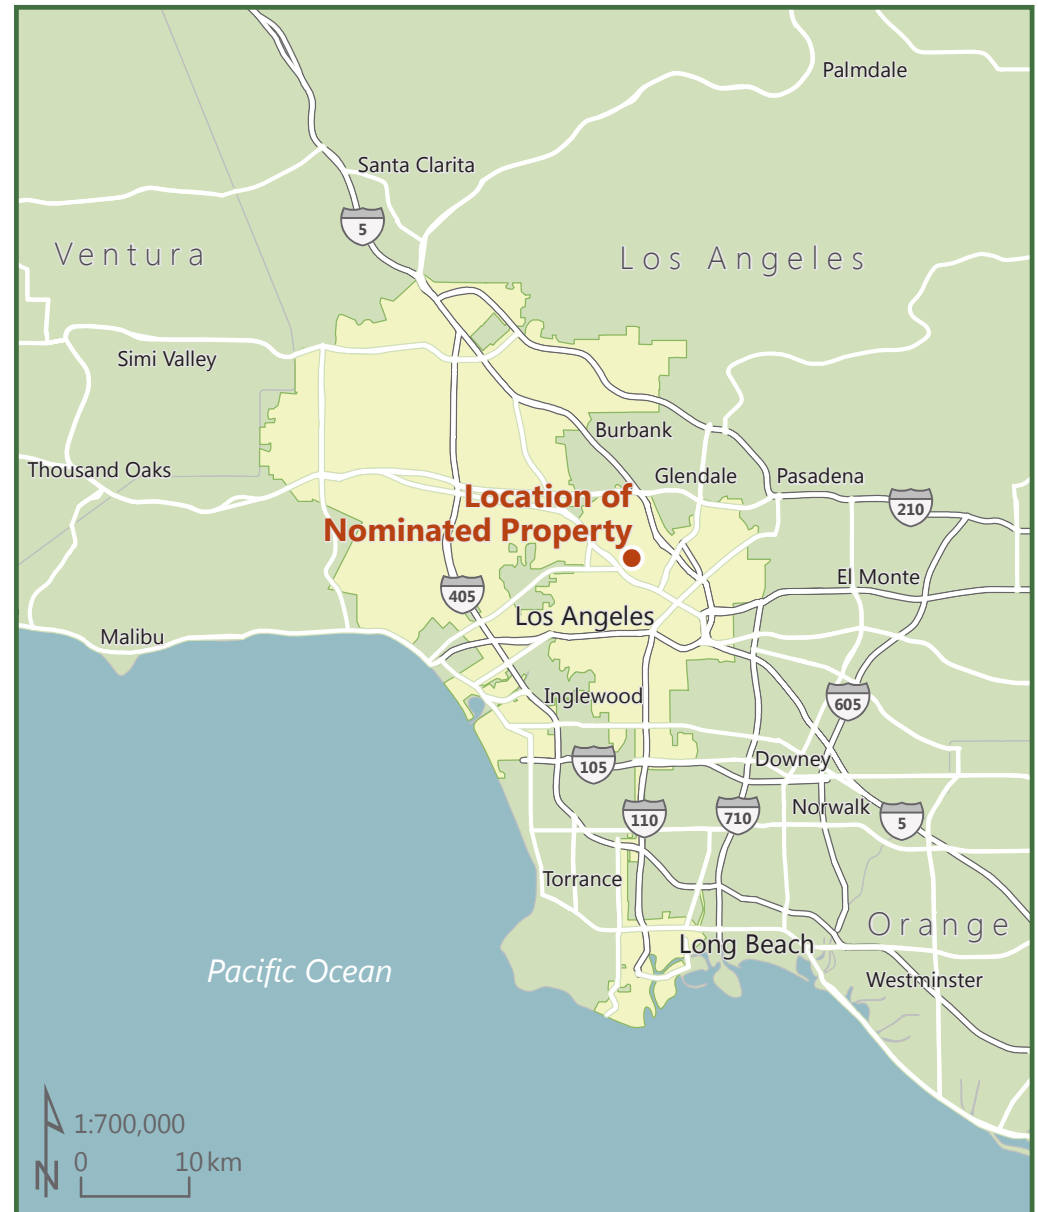 Palmdale
Santa Clarita
5
Ventura
Los Angeles
Simi Valley
Burbank
Thousand Oaks
Glendale
Pasadena
Location of
Nominated Property
210
El Monte
405
Los Angeles
Malibu
Inglewood
605
105
Downey
110
710
Norwalk
5
Torrance
Orange
Long Beach
Pacific Ocean
Westminster
1:700,000
0 10 km
N